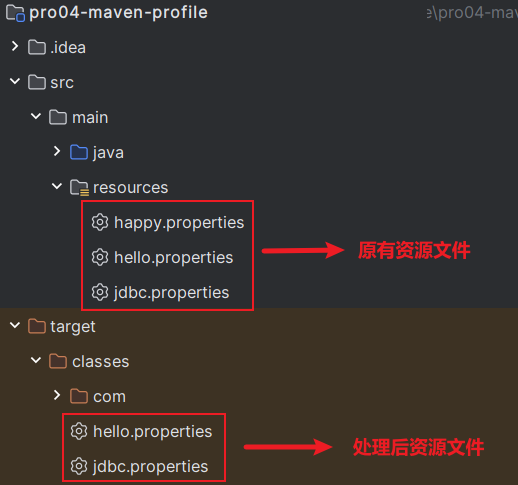 pro04-maven-profile e\pro04-mav
.idea
src
main
java
resources
happy.properties
hello.properties
原有资源文件
jdbc.properties
target
classes
com
hello.properties
处理后资源文件
jdbc.properties